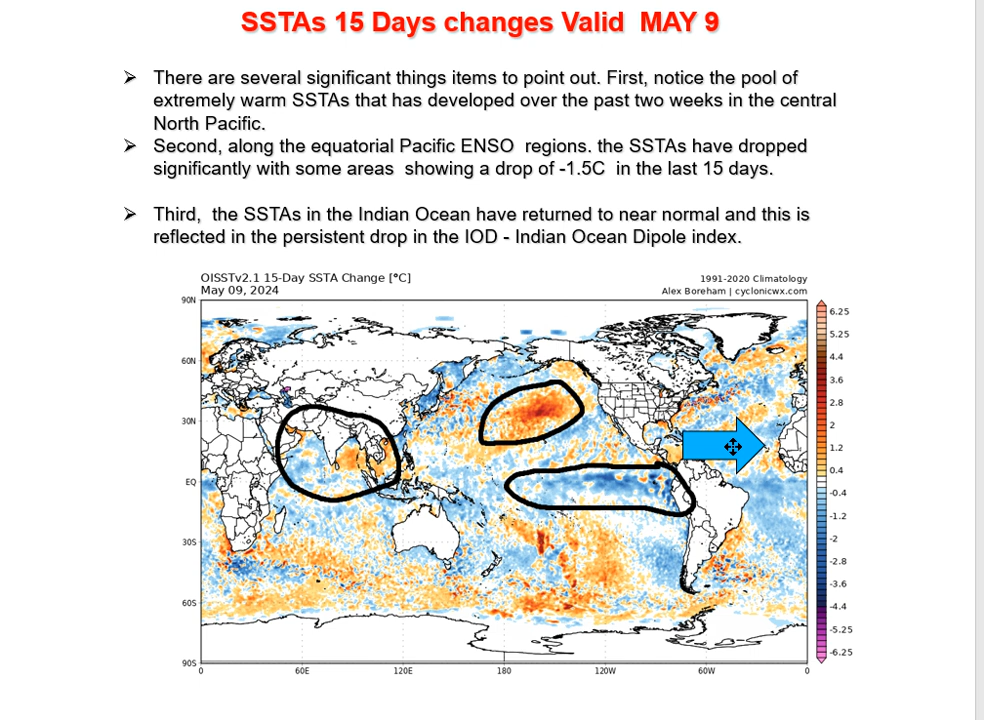 SSTAs 15 Days changes Valid MAY 9
➢ There are several significant things items to point out. First, notice the pool of
extremely warm SSTAs that has developed over the past two weeks in the central
North Pacific.
➢ Second, along the equatorial Pacific ENSO regions. the SSTAs have dropped
significantly with some areas showing a drop of -1.5C in the last 15 days.
➢ Third, the SSTAs in the Indian Ocean have returned to near normal and this is
reflected in the persistent drop in the IOD - Indian Ocean Dipole index.
OISSTv2.1 15-Day SSTA Change [°C]
1991-2020 Climatology
May 09, 2024
Alex Boreham | cyclonicwx.com
90N
60N
30N
EQ
30S
60S
90S
0
60E
120E
180
120W
60W
0
6.25
5.25
4.4
3.6
2.8
2
1.2
0.4
-0.4
-1.2
-2
-2.8
-3.6
-4.4
-5.25
-6.25